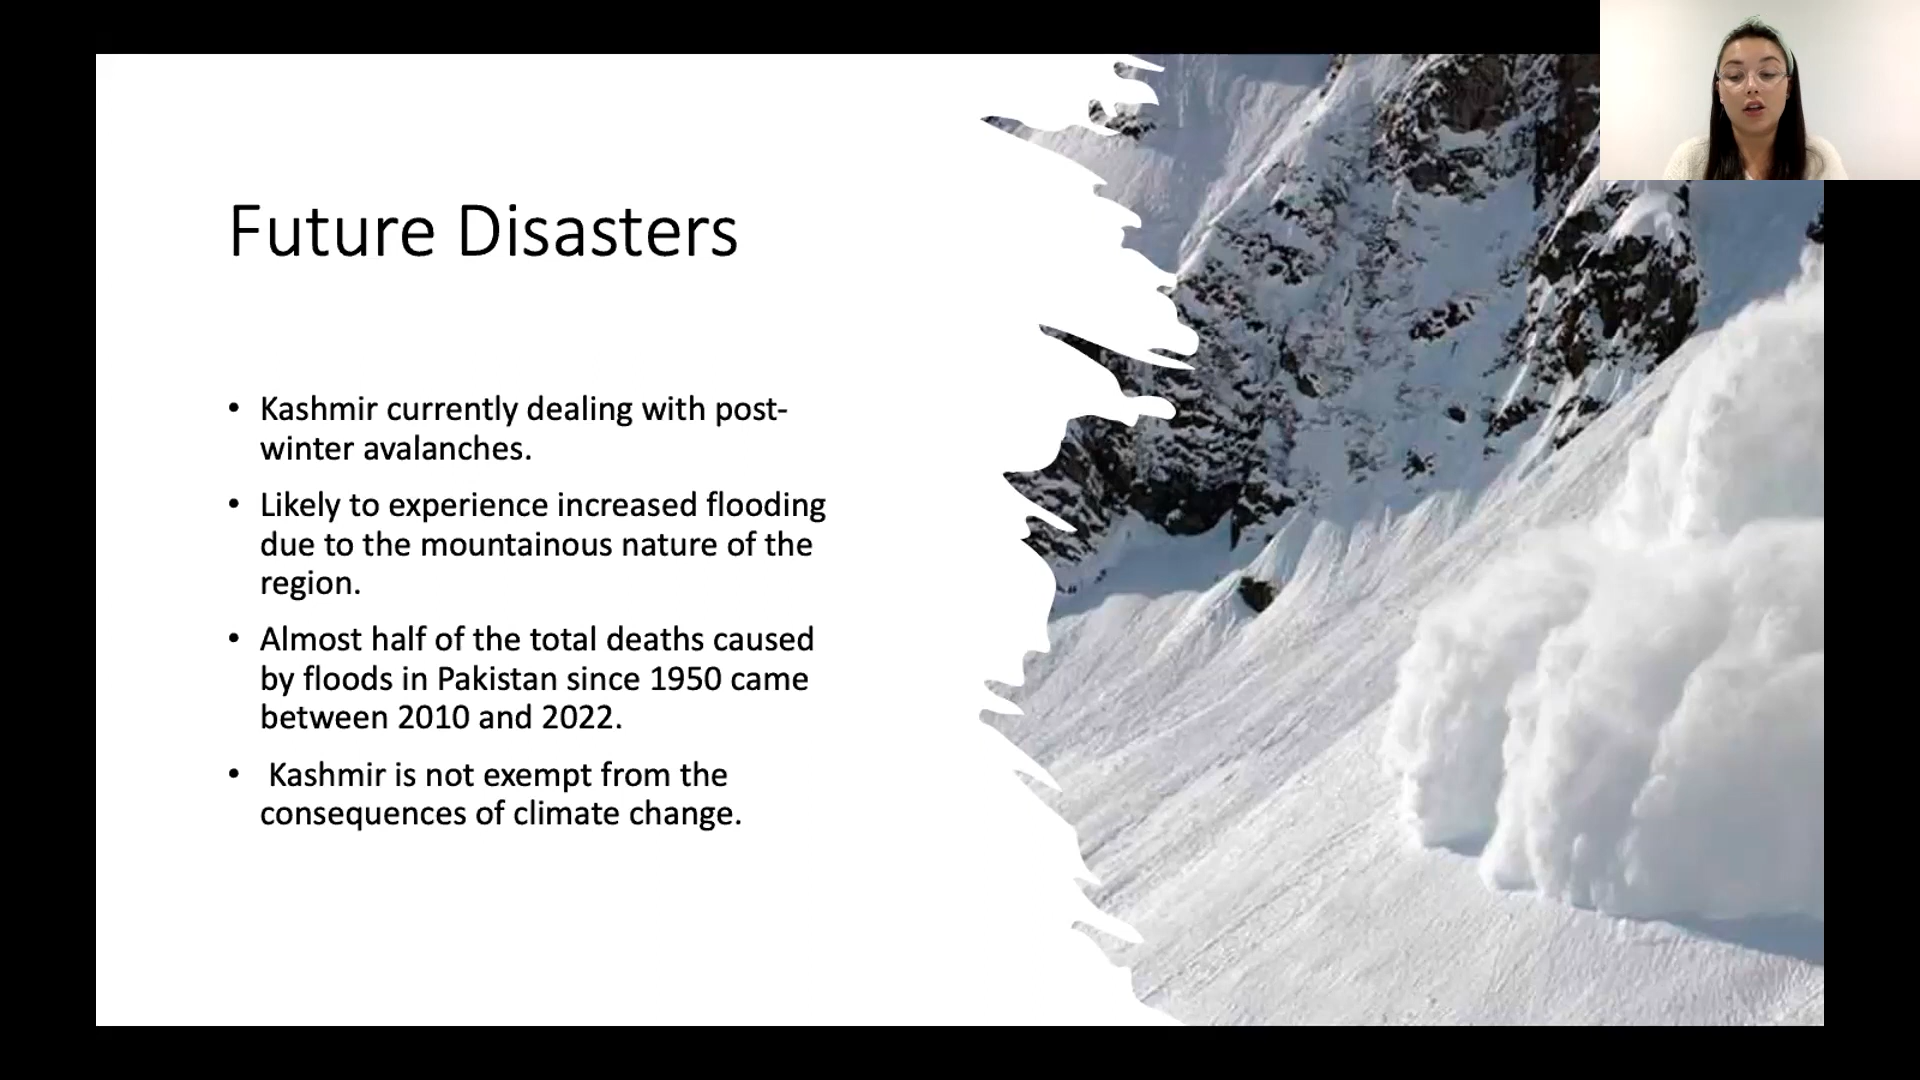 Future Disasters
• Kashmir currently dealing with post-
winter avalanches.
• Likely to experience increased flooding
due to the mountainous nature of the
region.
• Almost half of the total deaths caused
by floods in Pakistan since 1950 came
between 2010 and 2022.
• Kashmir is not exempt from the
consequences of climate change.